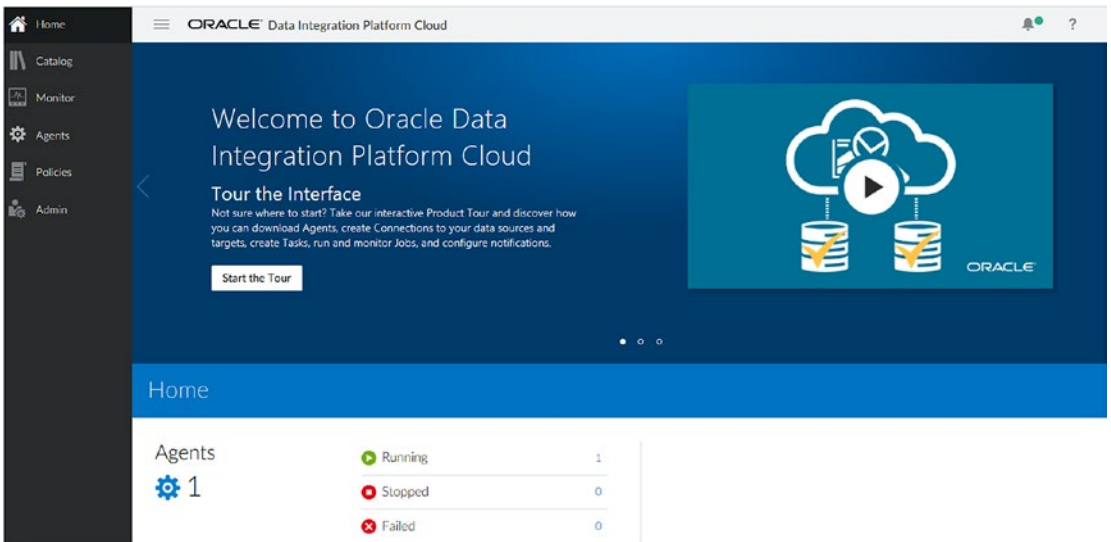 Home
Catalog
Monitor
Agents
Policies
Admin
ORACLE Data Integration Platform Cloud
?
Welcome to Oracle Data
Integration Platform Cloud
Tour the Interface
Not sure where to start? Take our interactive Product Tour and discover how
you can download Agents, create Connections to your data sources and
targets, create Tasks, run and monitor Jobs, and configure notifications.
Start the Tour
ORACLE
Home
Agents
1
Running 1
Stopped 0
Failed 0